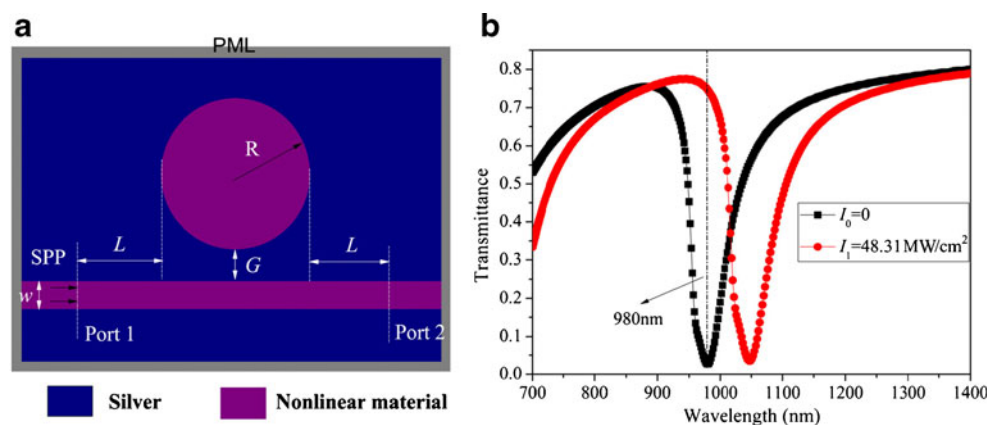 a
PML
R
L
L
G
SPP
w
Port 1
Port 2
Silver
Nonlinear material
b
Transmittance
0.8
0.7
0.6
0.5
0.4
0.3
0.2
0.1
0.0
I₀=0
I₁=48.31MW/cm²
980nm
700 800 900 1000 1100 1200 1300 1400
Wavelength (nm)